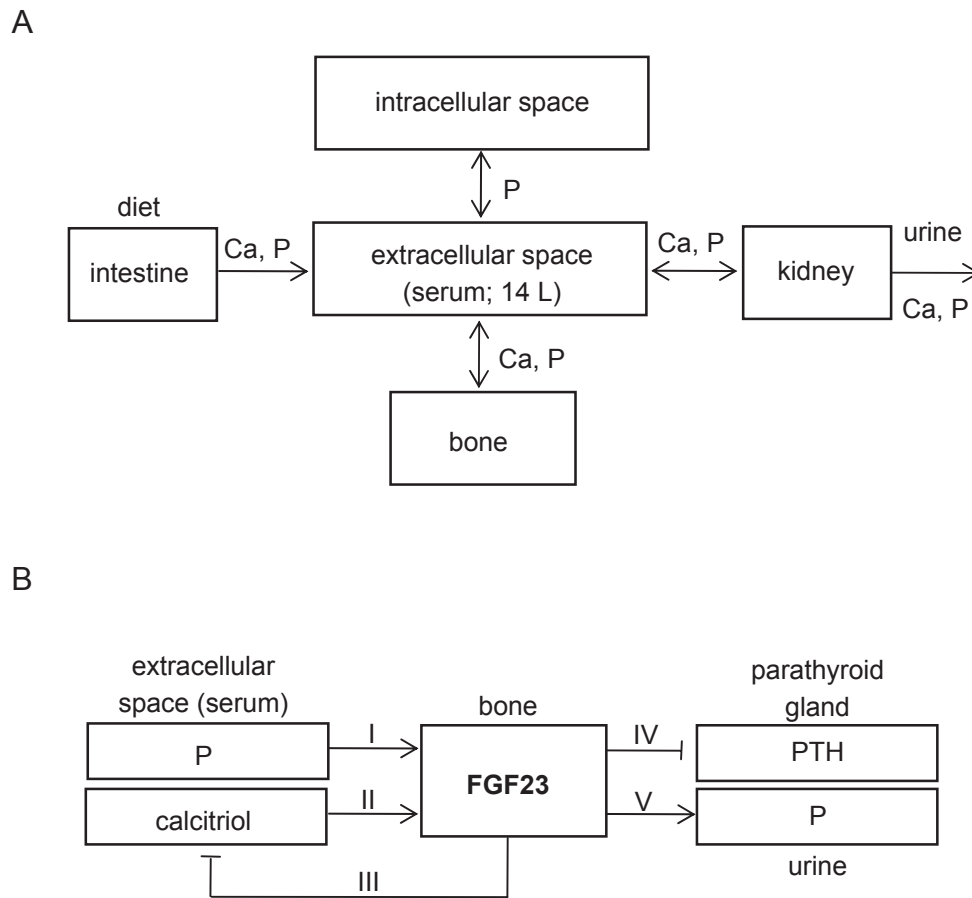 A
intracellular space
P
diet
intestine
Ca, P
extracellular space
(serum; 14 L)
Ca, P
kidney
urine
Ca, P
Ca, P
bone
B
extracellular
space (serum)
P
I
calcitriol
II
III
bone
FGF23
IV
V
parathyroid
gland
PTH
P
urine